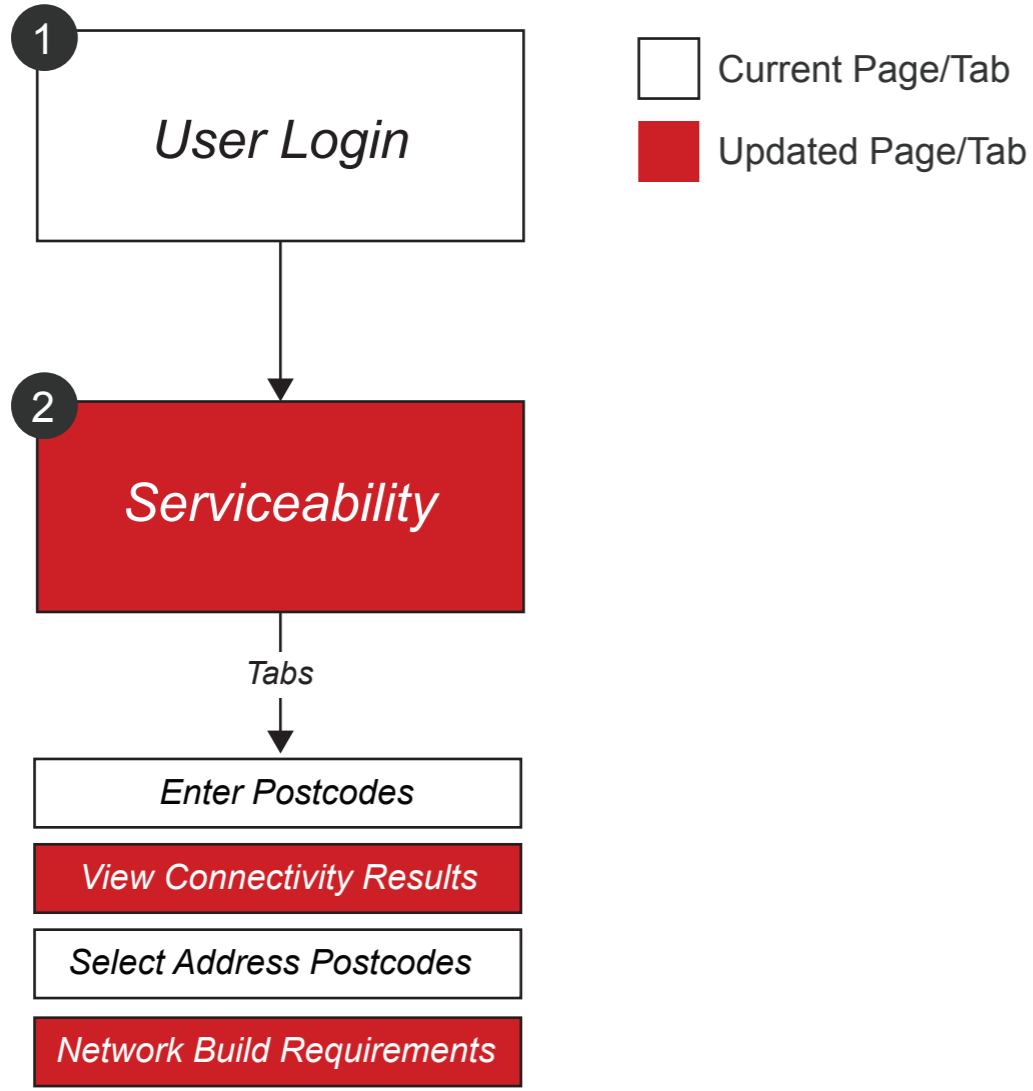 1
User Login
Current Page/Tab
Updated Page/Tab
2
Serviceability
Tabs
Enter Postcodes
View Connectivity Results
Select Address Postcodes
Network Build Requirements